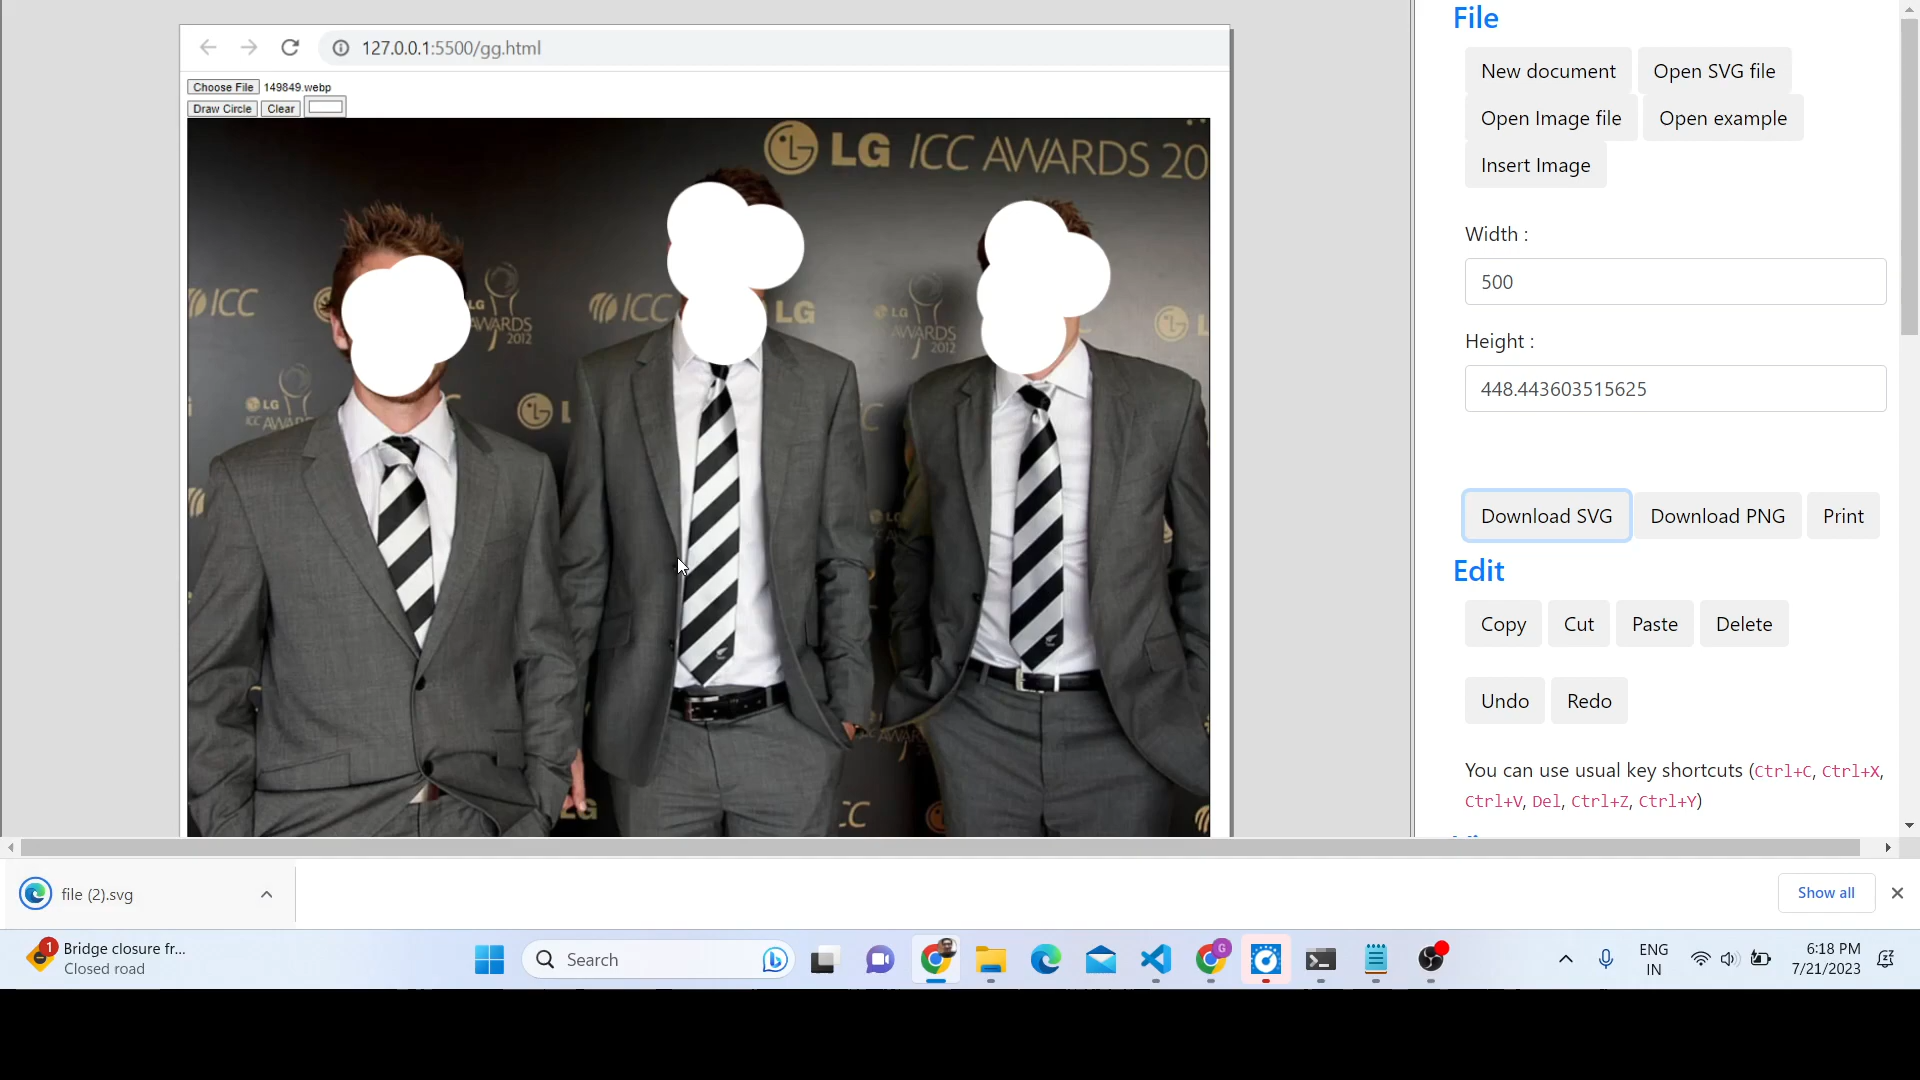 127.0.0.1:5500/gg.html
Choose File 149849.webp
Draw Circle Clear
LG ICC AWARDS 20
ICC
LG
AWARDS
2012
ICC
LG
LG
AWARDS
2012
LG
LG
File
New document Open SVG file
Open Image file Open example
Insert Image
Width :
500
Height :
448.443603515625
Download SVG Download PNG Print
Edit
Copy Cut Paste Delete
Undo Redo
You can use usual key shortcuts (Ctrl+C, Ctrl+X,
Ctrl+V, Del, Ctrl+Z, Ctrl+Y)
file (2).svg
Show all
1
Bridge closure fr...
Closed road
Search
G
ENG
IN
6:18 PM
7/21/2023